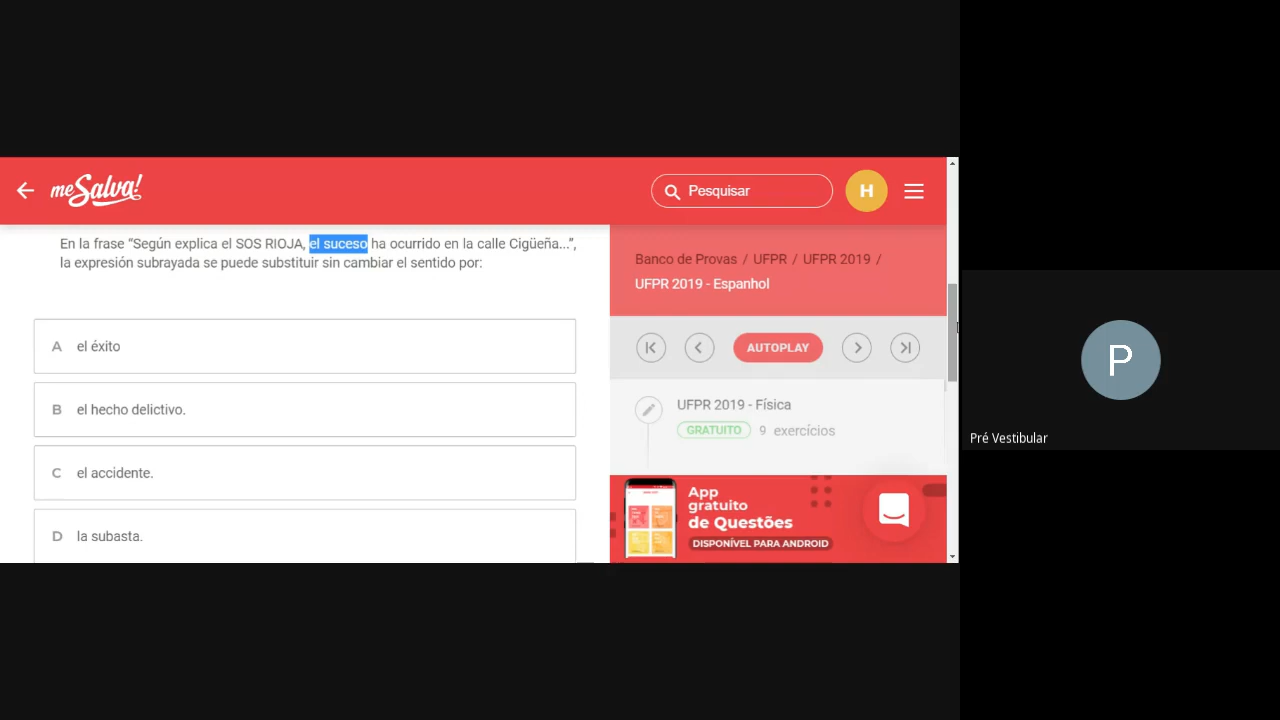 meSalva!
Pesquisar
H
En la frase “Según explica el SOS RIOJA, el suceso ha ocurrido en la calle Cigüeña...”,
la expresión subrayada se puede substituir sin cambiar el sentido por:
A el éxito
B el hecho delictivo.
C el accidente.
D la subasta.
Banco de Provas / UFPR / UFPR 2019 /
UFPR 2019 - Espanhol
AUTOPLAY
UFPR 2019 - Física
GRATUITO 9 exercícios
App
gratuito
de Questões
DISPONÍVEL PARA ANDROID
P
Pré Vestibular